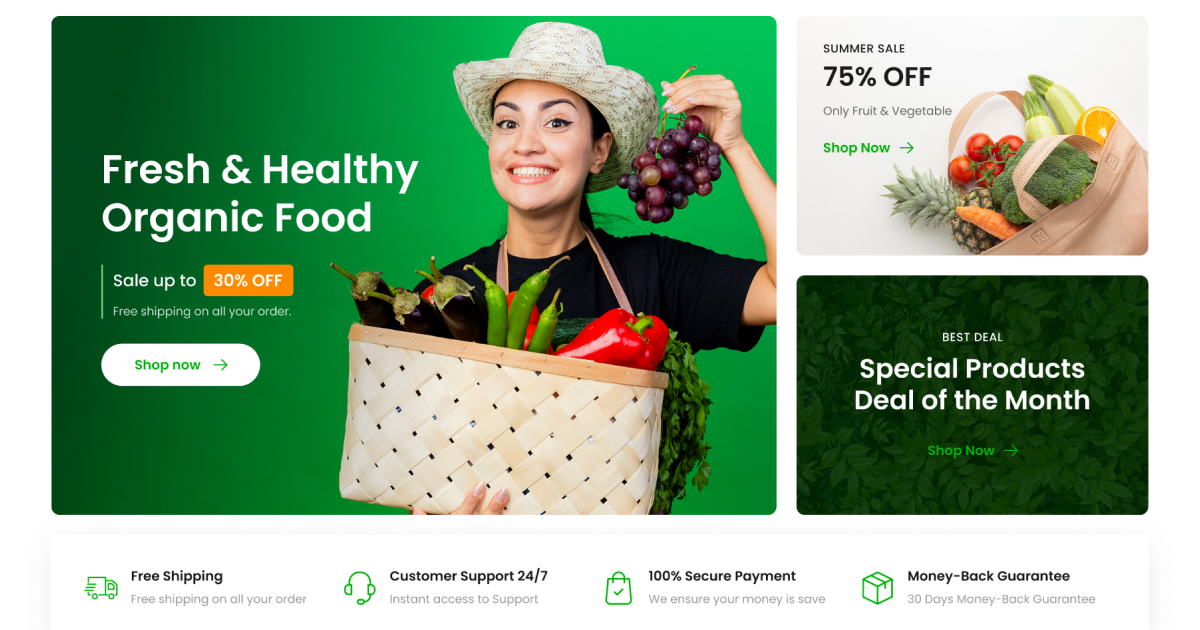 Fresh & Healthy
Organic Food
Sale up to 30% OFF
Free shipping on all your order.
Shop now
SUMMER SALE
75% OFF
Only Fruit & Vegetable
Shop Now
BEST DEAL
Special Products
Deal of the Month
Shop Now
Free Shipping
Free shipping on all your order
Customer Support 24/7
Instant access to Support
100% Secure Payment
We ensure your money is save
Money-Back Guarantee
30 Days Money-Back Guarantee